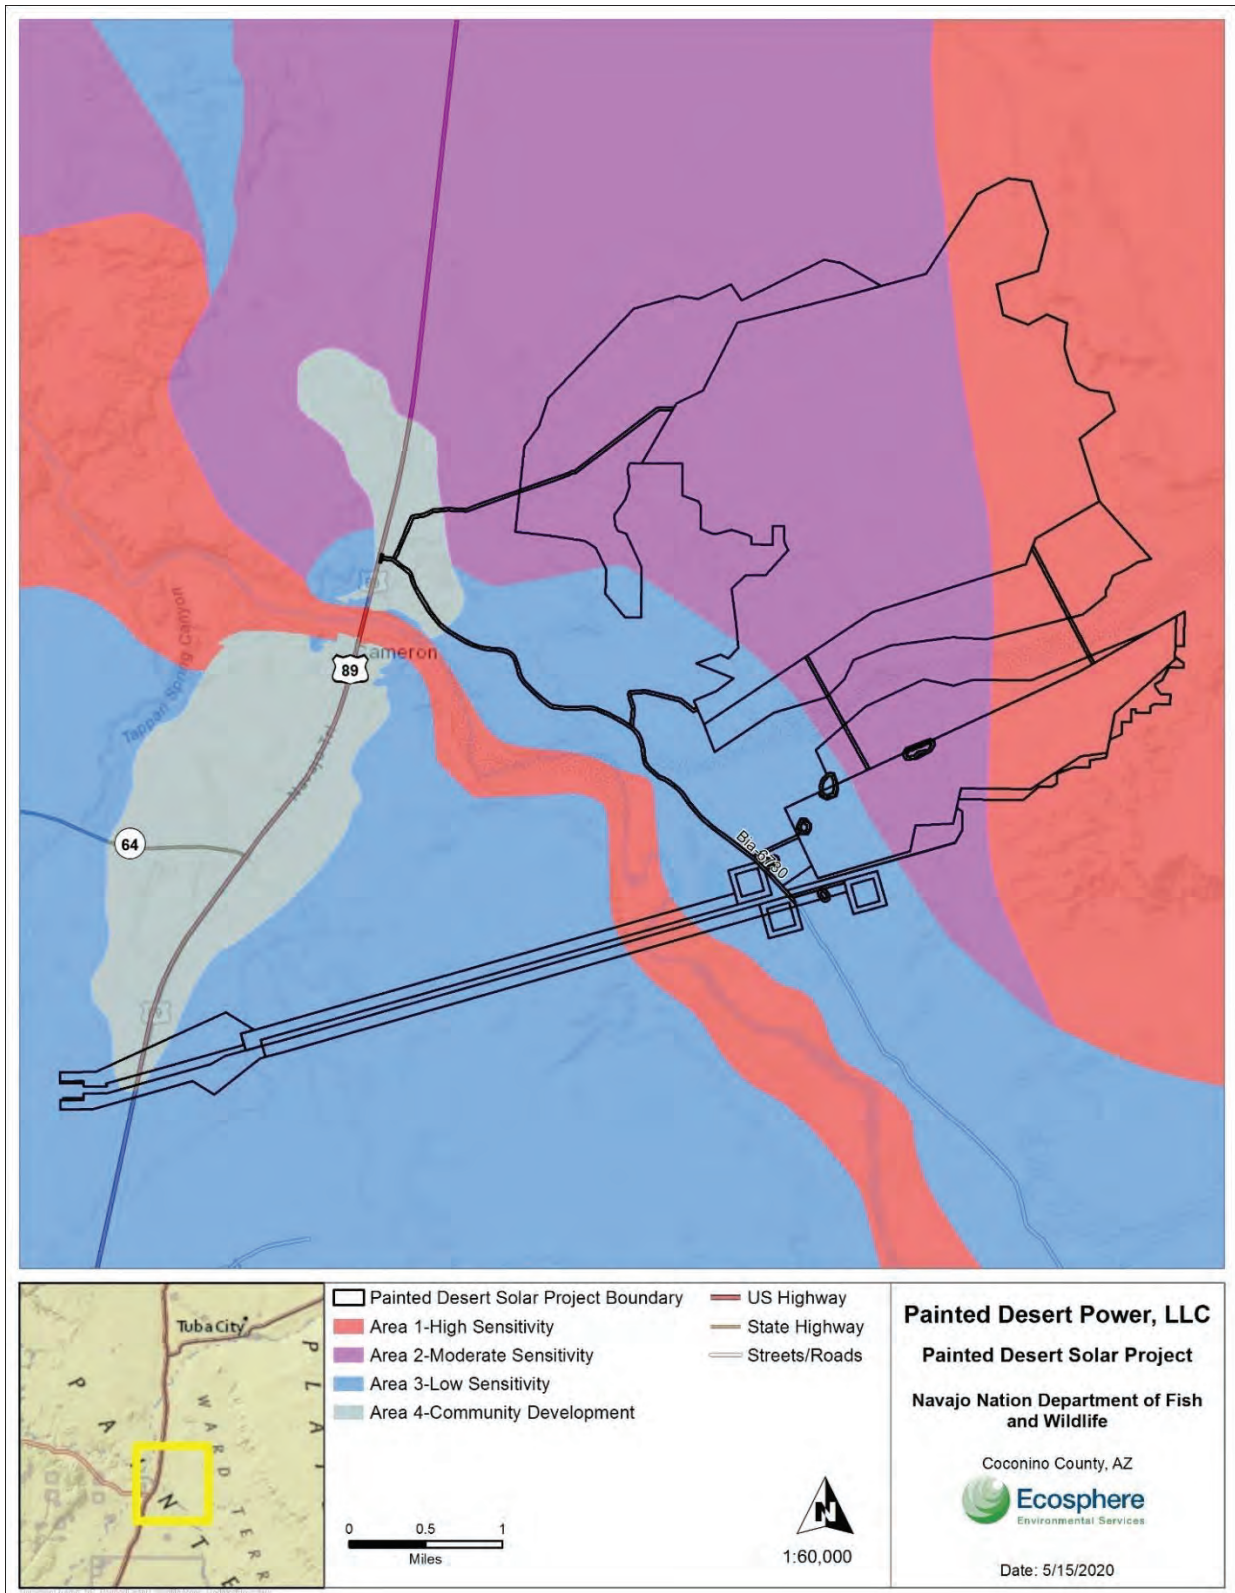 Tappan Spring Canyon
Cameron
89
Navajo Trl
64
Bia-6730
Tuba City
P A I N T E
W A R D T E R R
P L A T
Painted Desert Solar Project Boundary
Area 1-High Sensitivity
Area 2-Moderate Sensitivity
Area 3-Low Sensitivity
Area 4-Community Development
US Highway
State Highway
Streets/Roads
0 0.5 1
Miles
N
1:60,000
Painted Desert Power, LLC
Painted Desert Solar Project
Navajo Nation Department of Fish
and Wildlife
Coconino County, AZ
Ecosphere
Environmental Services
Date: 5/15/2020